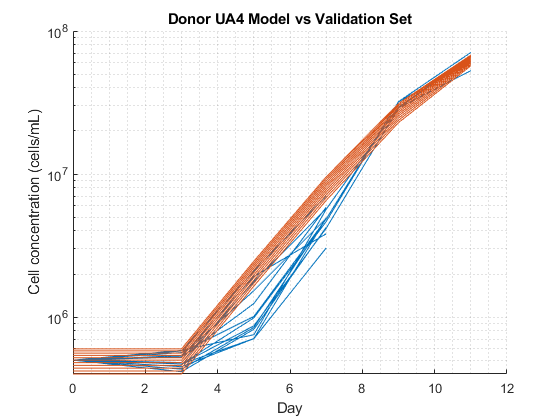 Donor UA4 Model vs Validation Set
10^8
10^7
10^6
Cell concentration (cells/mL)
0 2 4 6 8 10 12
Day